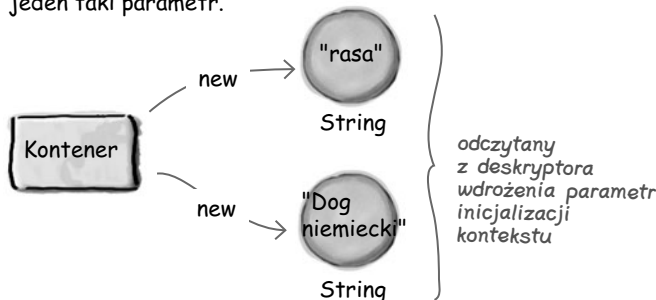 jeden taki parametr.
"rasa"
new
String
Kontener
"Dog
niemiecki"
new
String
odczytany
z deskryptora
wdrożenia parametr
inicjalizacji
kontekstu